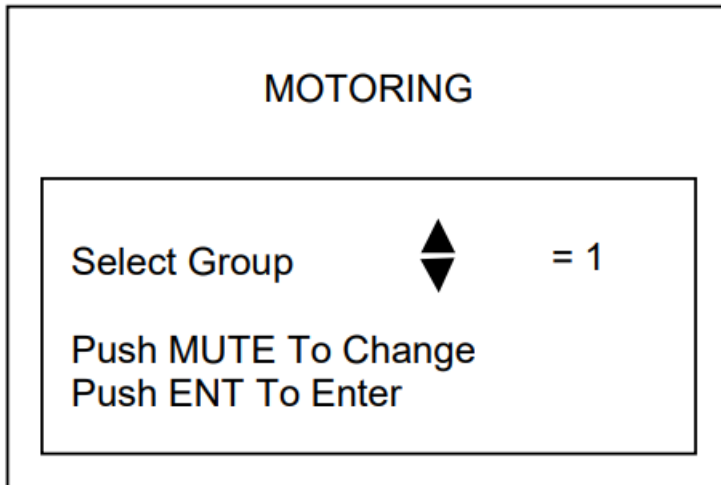 MOTORING
Select Group = 1
Push MUTE To Change
Push ENT To Enter